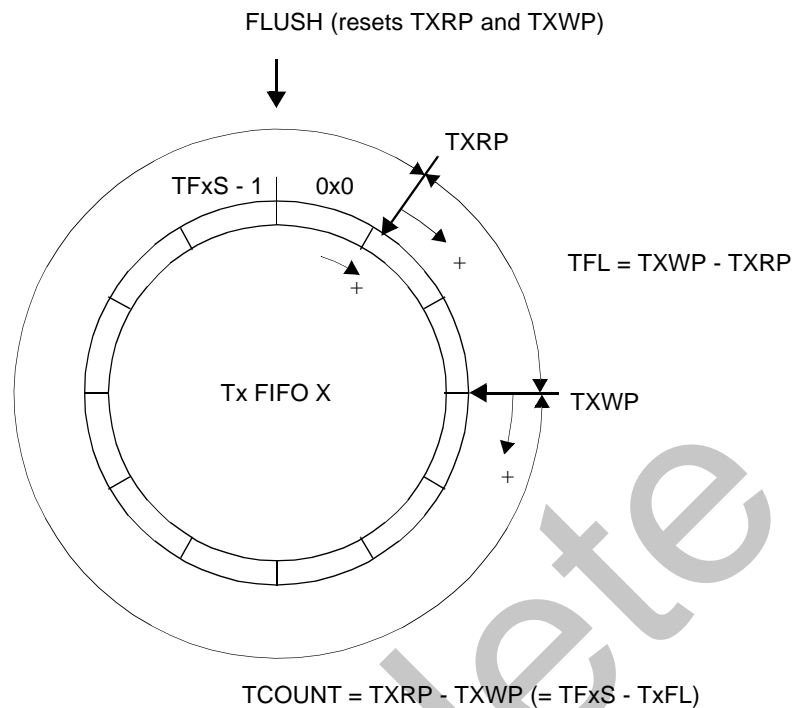 FLUSH (resets TXRP and TXWP)
TXRP
TFxS - 1
0x0
+
+
TFL = TXWP - TXRP
Tx FIFO X
TXWP
+
lete
TCOUNT = TXRP - TXWP (= TFxS - TxFL)